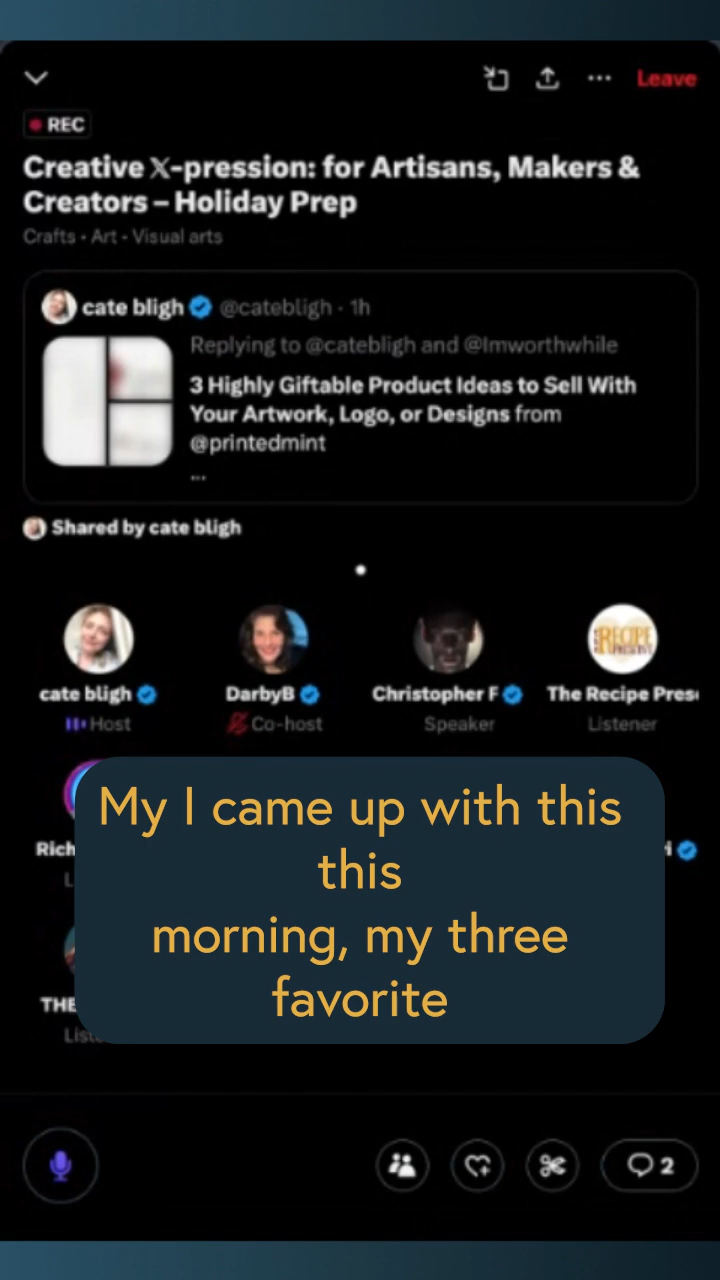 Leave
REC
Creative 𝕏-pression: for Artisans, Makers &
Creators – Holiday Prep
Crafts • Art • Visual arts
cate bligh @catebligh · 1h
Replying to @catebligh and @Imworthwhile
3 Highly Giftable Product Ideas to Sell With
Your Artwork, Logo, or Designs from
@printedmint
...
Shared by cate bligh
RECIPE
cate bligh DarbyB Christopher F The Recipe Pres
Host Co-host Speaker Listener
Rich
My I came up with this
this
morning, my three
favorite
THE
2